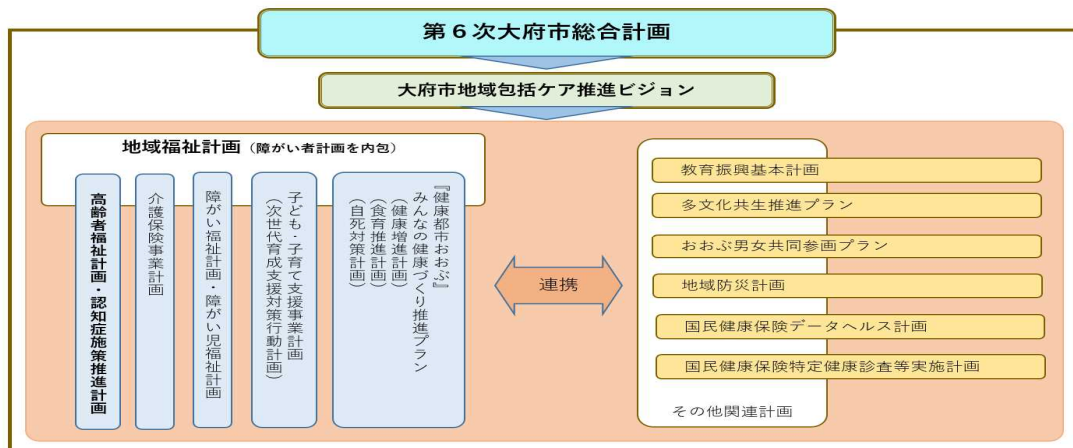 第６次大府市総合計画
大府市地域包括ケア推進ビジョン
地域福祉計画（障がい者計画を内包）
高齢者福祉計画・認知症施策推進計画
介護保険事業計画
障がい福祉計画・障がい児福祉計画
子ども・子育て支援事業計画
（次世代育成支援対策行動計画）
『健康都市おおぶ』
みんなの健康づくり推進プラン
（健康増進計画）
（食育推進計画）
（自死対策計画）
連携
教育振興基本計画
多文化共生推進プラン
おおぶ男女共同参画プラン
地域防災計画
国民健康保険データヘルス計画
国民健康保険特定健康診査等実施計画
その他関連計画